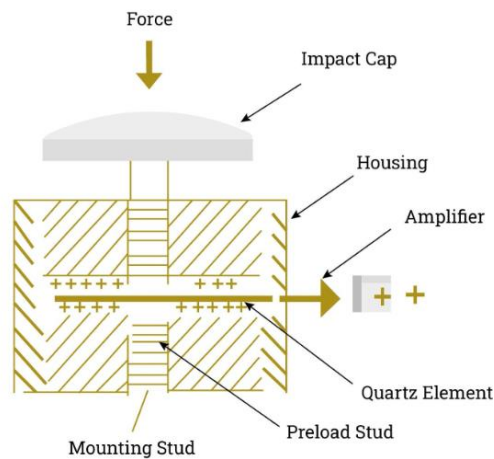 Force
Impact Cap
Housing
Amplifier
Quartz Element
Preload Stud
Mounting Stud